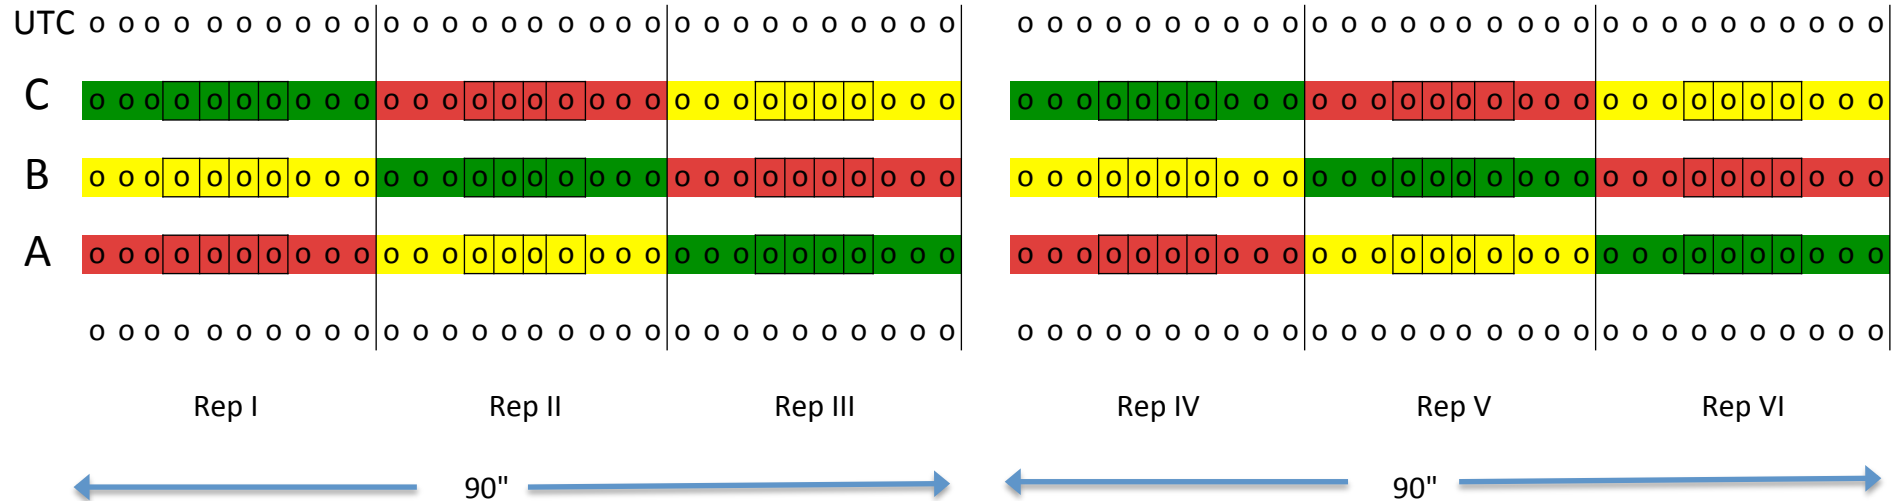 UTC o o o o o o o o o o o o o o o o o o o o o o o o o o o o o o o o o o o o o o o o o o o o o o o o o o o o o o o o o o o o
C o o o o o o o o o o o o o o o o o o o o o o o o o o o o o o o o o o o o o o o o o o o o o o o o o o o o o o o o o o o o
B o o o o o o o o o o o o o o o o o o o o o o o o o o o o o o o o o o o o o o o o o o o o o o o o o o o o o o o o o o o o
A o o o o o o o o o o o o o o o o o o o o o o o o o o o o o o o o o o o o o o o o o o o o o o o o o o o o o o o o o o o o
o o o o o o o o o o o o o o o o o o o o o o o o o o o o o o o o o o o o o o o o o o o o o o o o o o o o o o o o o o o o
Rep I Rep II Rep III Rep IV Rep V Rep VI
90" 90"